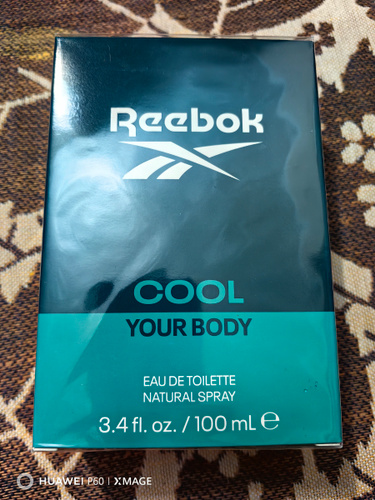 Reebok
COOL
YOUR BODY
EAU DE TOILETTE
NATURAL SPRAY
3.4 fl. oz. / 100 mL ℮
HUAWEI P60 | XMAGE